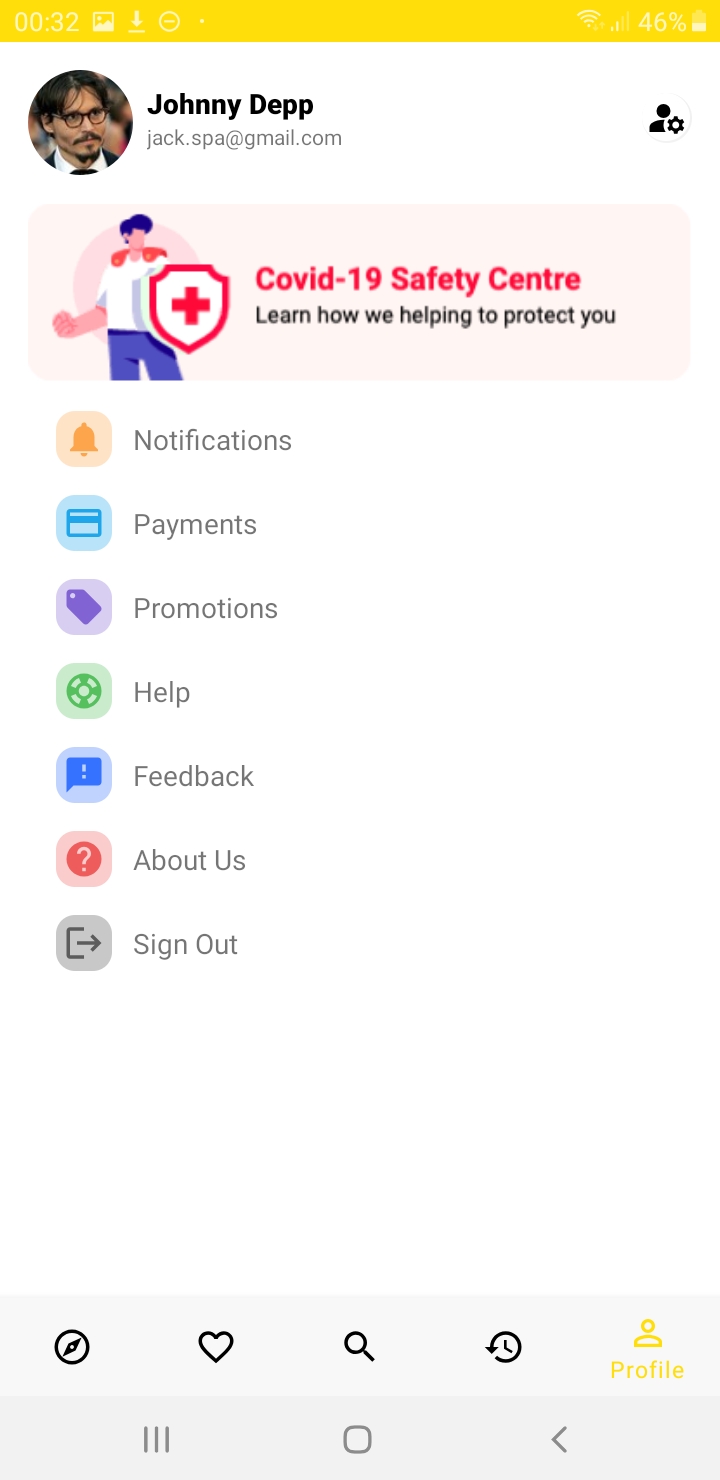 00:32
46%
Johnny Depp
jack.spa@gmail.com
Covid-19 Safety Centre
Learn how we helping to protect you
Notifications
Payments
Promotions
Help
Feedback
About Us
Sign Out
Profile